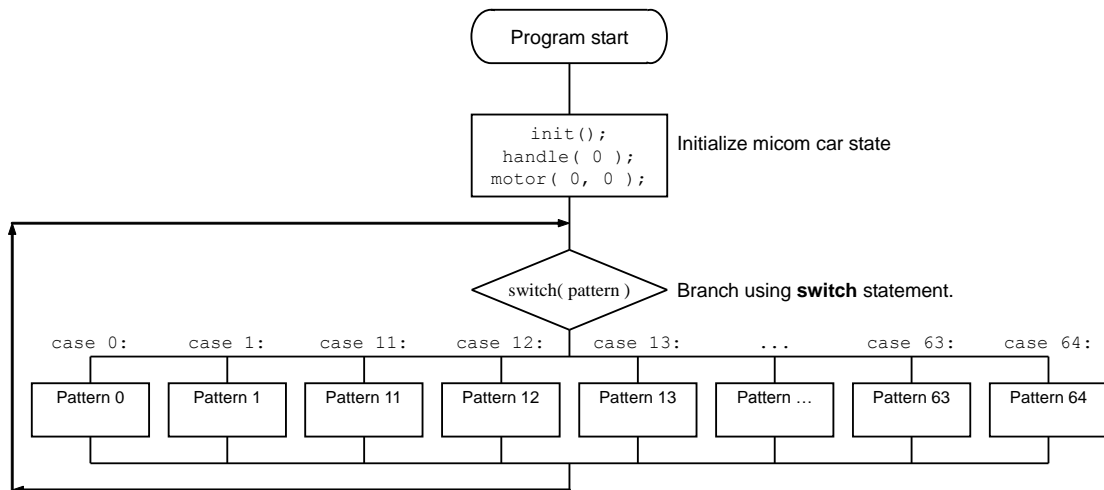 Program start
init();
handle( 0 );
motor( 0, 0 );
Initialize micom car state
switch( pattern )
Branch using switch statement.
case 0: case 1: case 11: case 12: case 13: ... case 63: case 64:
Pattern 0 Pattern 1 Pattern 11 Pattern 12 Pattern 13 Pattern … Pattern 63 Pattern 64